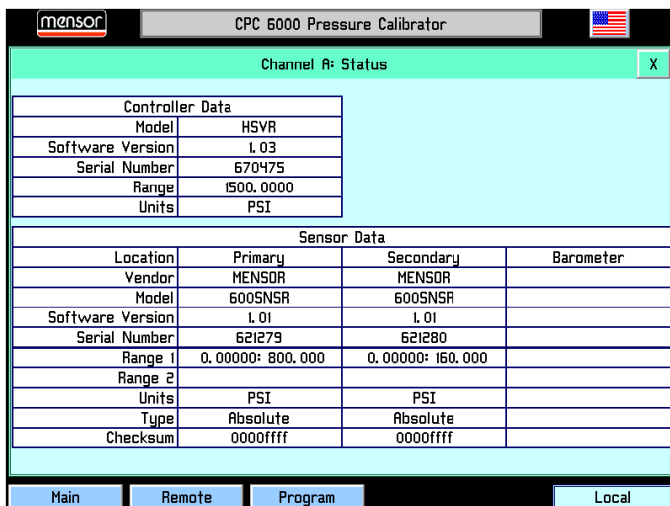 mensor CPC 6000 Pressure Calibrator
Channel A: Status X
Controller Data
Model HSVR
Software Version 1.03
Serial Number 670475
Range 1500.0000
Units PSI
Sensor Data
Location Primary Secondary Barometer
Vendor MENSOR MENSOR
Model 600SNSR 600SNSR
Software Version 1.01 1.01
Serial Number 621279 621280
Range 1 0.00000: 800.000 0.00000: 160.000
Range 2
Units PSI PSI
Type Absolute Absolute
Checksum 0000ffff 0000ffff
Main Remote Program Local